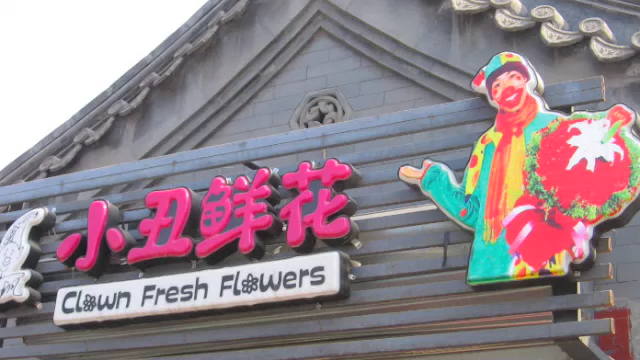 小丑鲜花
Clown Fresh Flowers